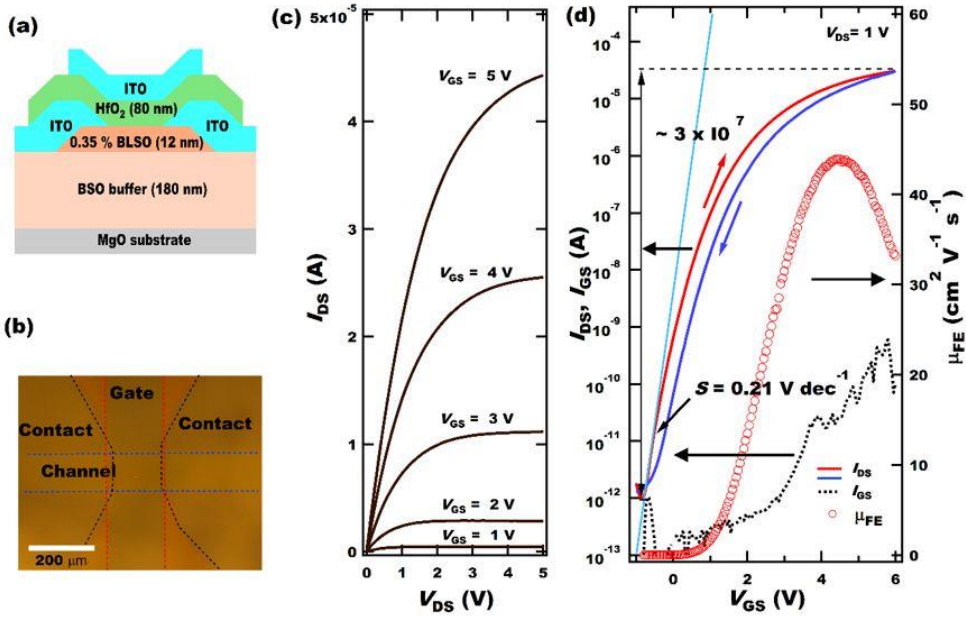 (a)
ITO
HfO2 (80 nm)
ITO
ITO
0.35 % BLSO (12 nm)
BSO buffer (180 nm)
MgO substrate
(b)
Gate
Contact
Contact
Channel
200 μm
(c)
5x10⁻⁵
4
3
2
1
0
IDS (A)
VGS = 5 V
VGS = 4 V
VGS = 3 V
VGS = 2 V
VGS = 1 V
0 1 2 3 4 5
VDS (V)
(d)
VDS = 1 V
10⁻⁴
10⁻⁵
10⁻⁶
10⁻⁷
10⁻⁸
10⁻⁹
10⁻¹⁰
10⁻¹¹
10⁻¹²
10⁻¹³
IDS, IGS (A)
~ 3 x 10⁷
S = 0.21 V dec⁻¹
IDS
IGS
μFE
60
50
40
30
20
10
0
μFE (cm² V⁻¹ s⁻¹)
0 2 4 6
VGS (V)